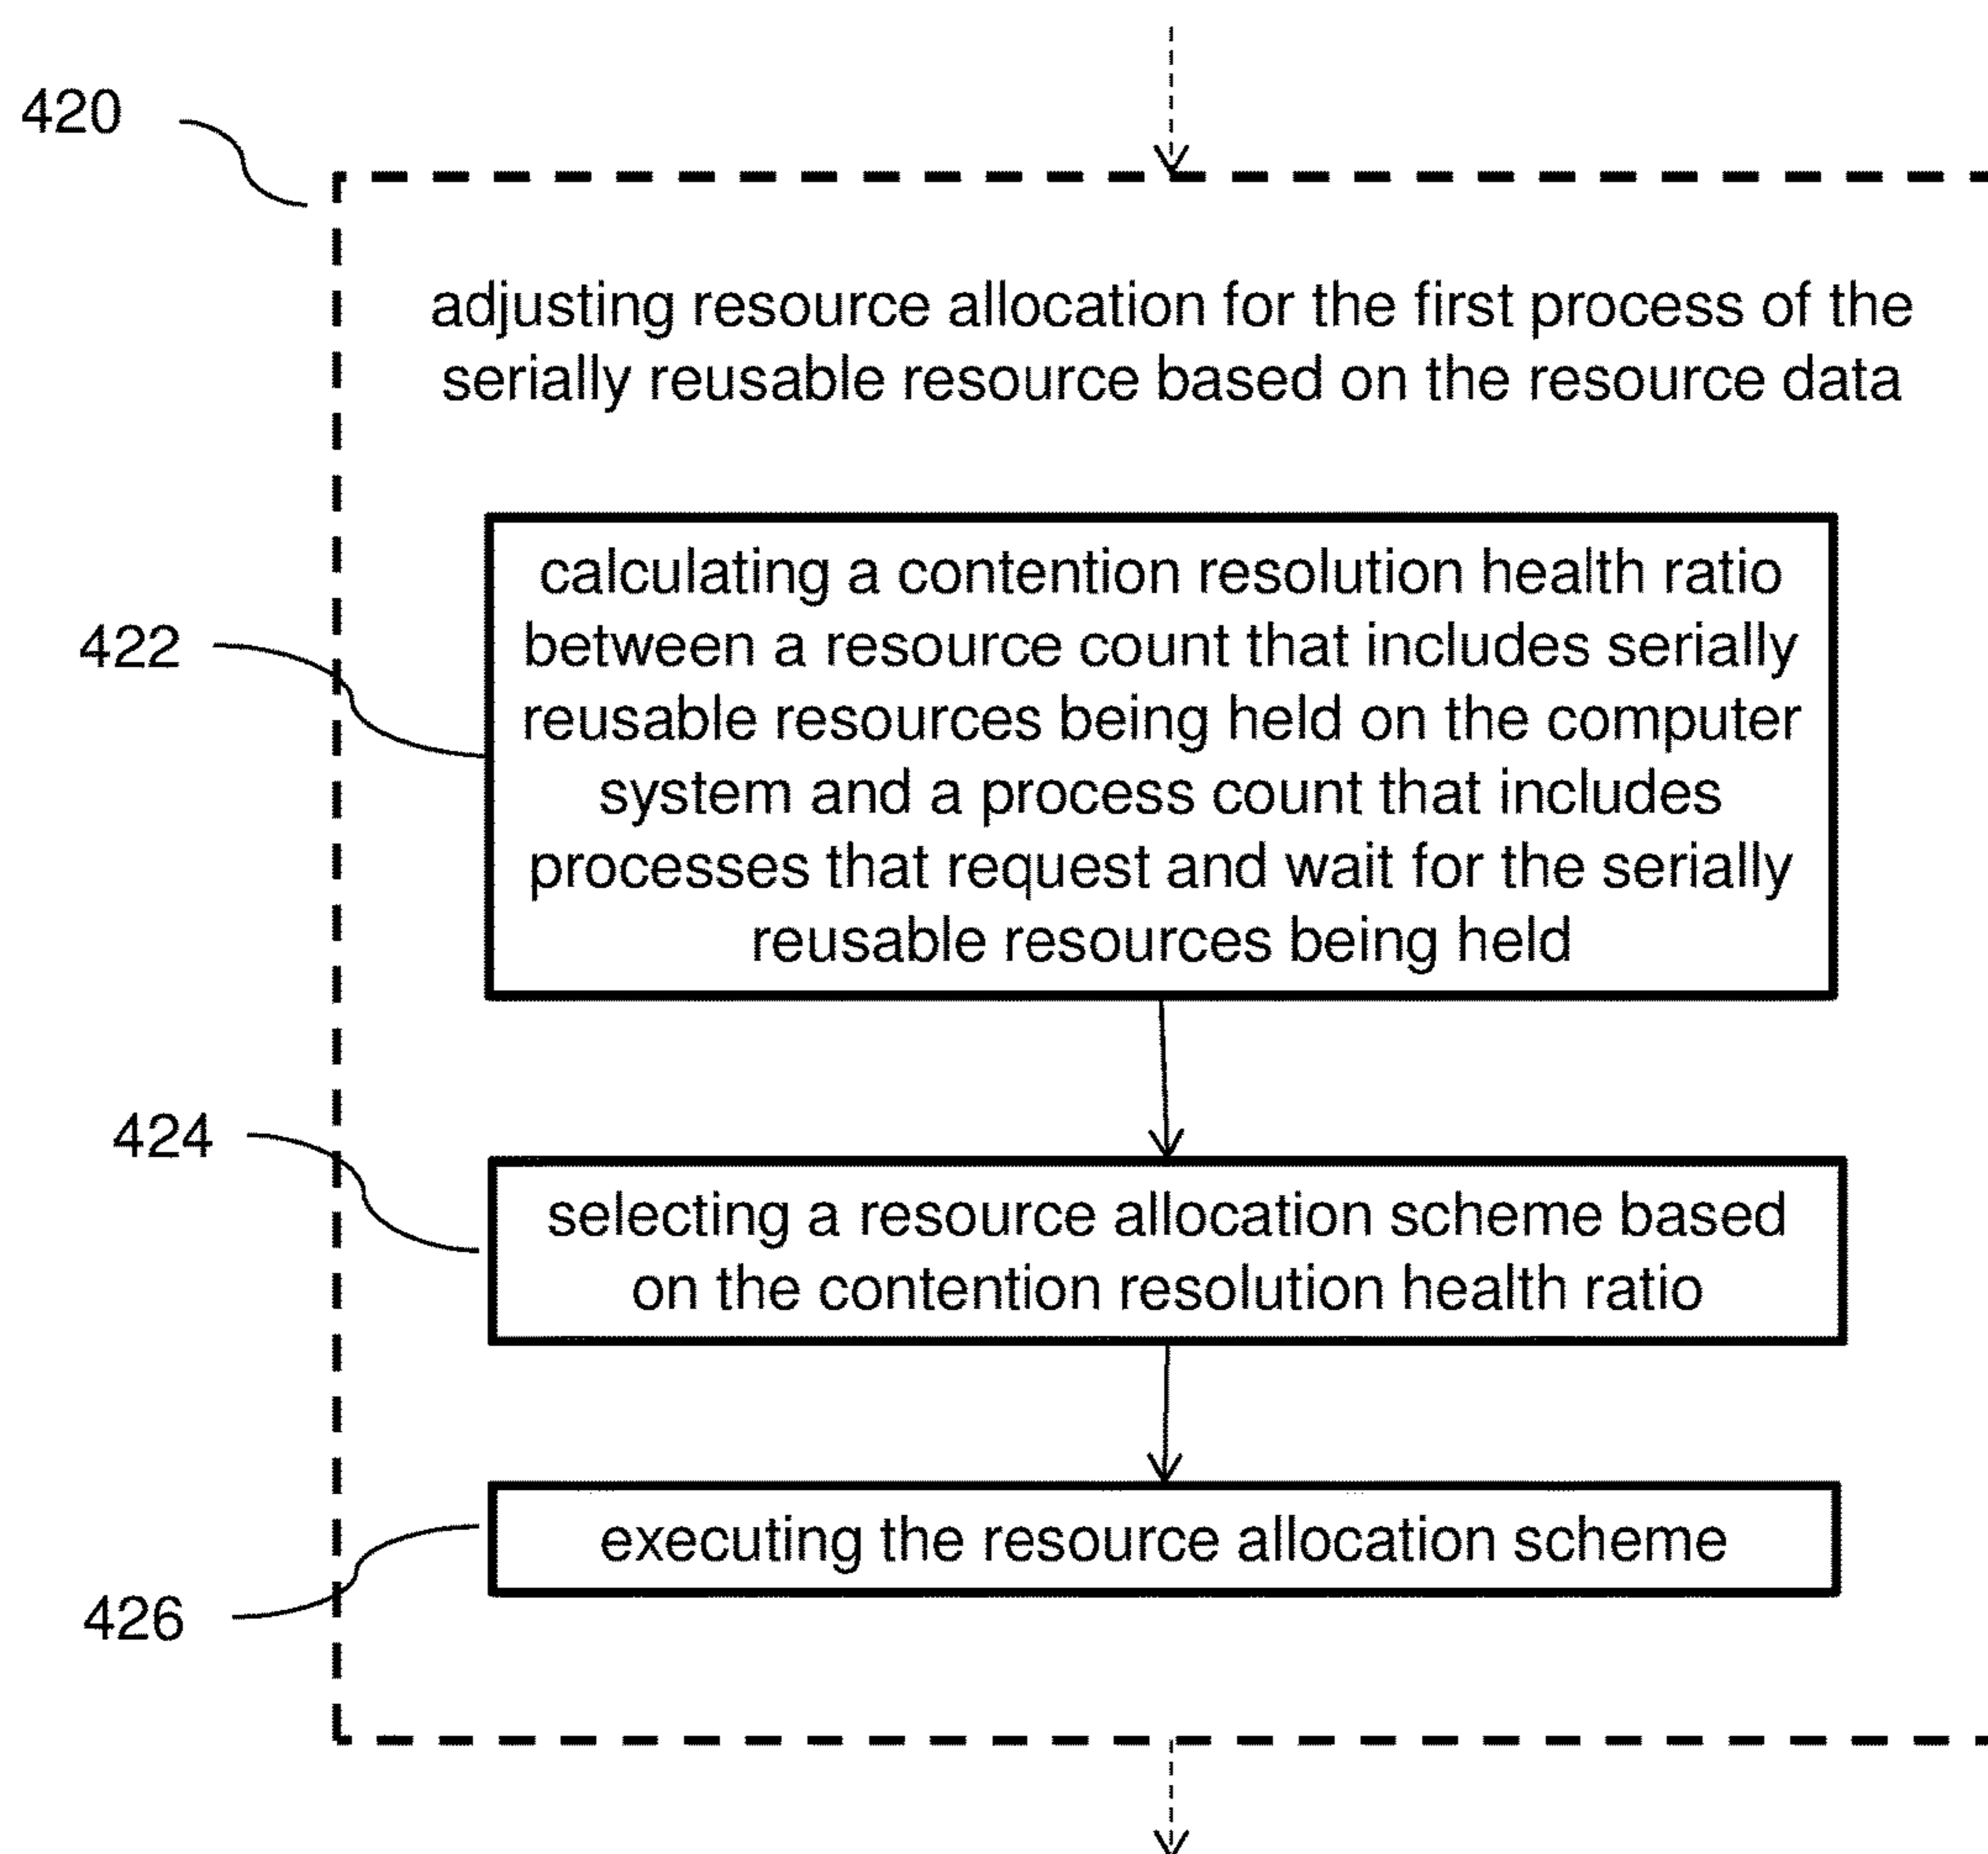 420
adjusting resource allocation for the first process of the
serially reusable resource based on the resource data
422
calculating a contention resolution health ratio
between a resource count that includes serially
reusable resources being held on the computer
system and a process count that includes
processes that request and wait for the serially
reusable resources being held
424
selecting a resource allocation scheme based
on the contention resolution health ratio
426
executing the resource allocation scheme